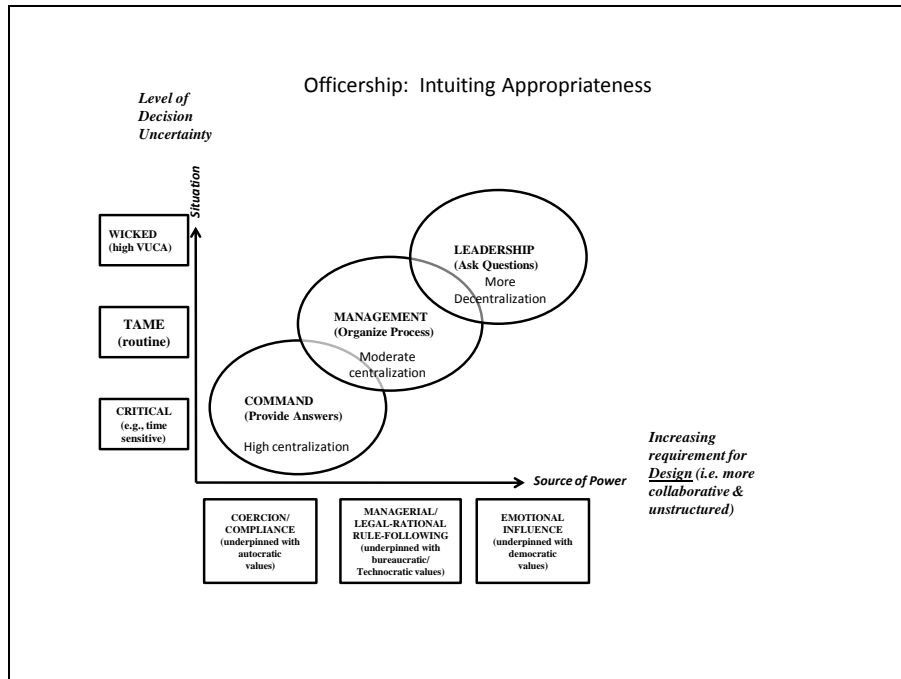 Officership: Intuiting Appropriateness
Level of
Decision
Uncertainty
Situation
WICKED
(high VUCA)
TAME
(routine)
CRITICAL
(e.g., time
sensitive)
LEADERSHIP
(Ask Questions)
More
Decentralization
MANAGEMENT
(Organize Process)
Moderate
centralization
COMMAND
(Provide Answers)
High centralization
Source of Power
Increasing
requirement for
Design (i.e. more
collaborative &
unstructured)
COERCION/
COMPLIANCE
(underpinned with
autocratic
values)
MANAGERIAL/
LEGAL-RATIONAL
RULE-FOLLOWING
(underpinned with
bureaucratic/
Technocratic values)
EMOTIONAL
INFLUENCE
(underpinned with
democratic
values)